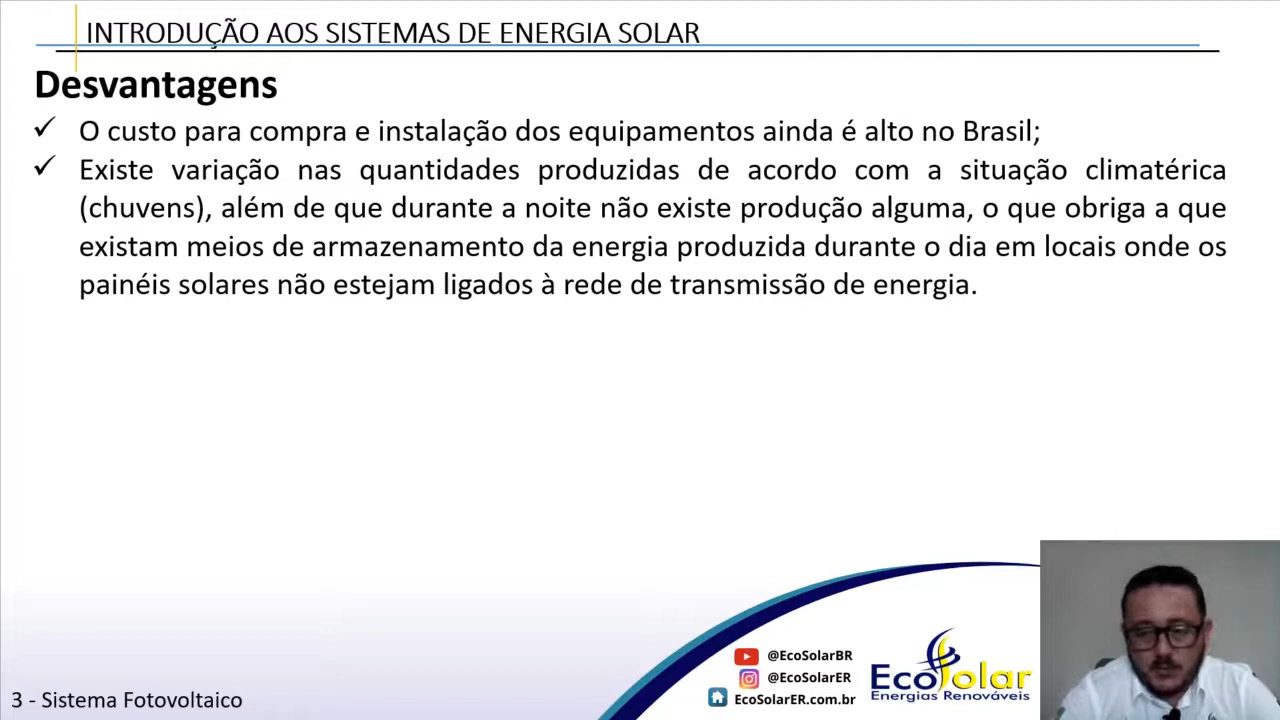 INTRODUÇÃO AOS SISTEMAS DE ENERGIA SOLAR
Desvantagens
✓ O custo para compra e instalação dos equipamentos ainda é alto no Brasil;
✓ Existe variação nas quantidades produzidas de acordo com a situação climatérica
(chuvens), além de que durante a noite não existe produção alguma, o que obriga a que
existam meios de armazenamento da energia produzida durante o dia em locais onde os
painéis solares não estejam ligados à rede de transmissão de energia.
@EcoSolarBR
@EcoSolarER
EcoSolarER.com.br
EcoSolar
Energias Renováveis
3 - Sistema Fotovoltaico